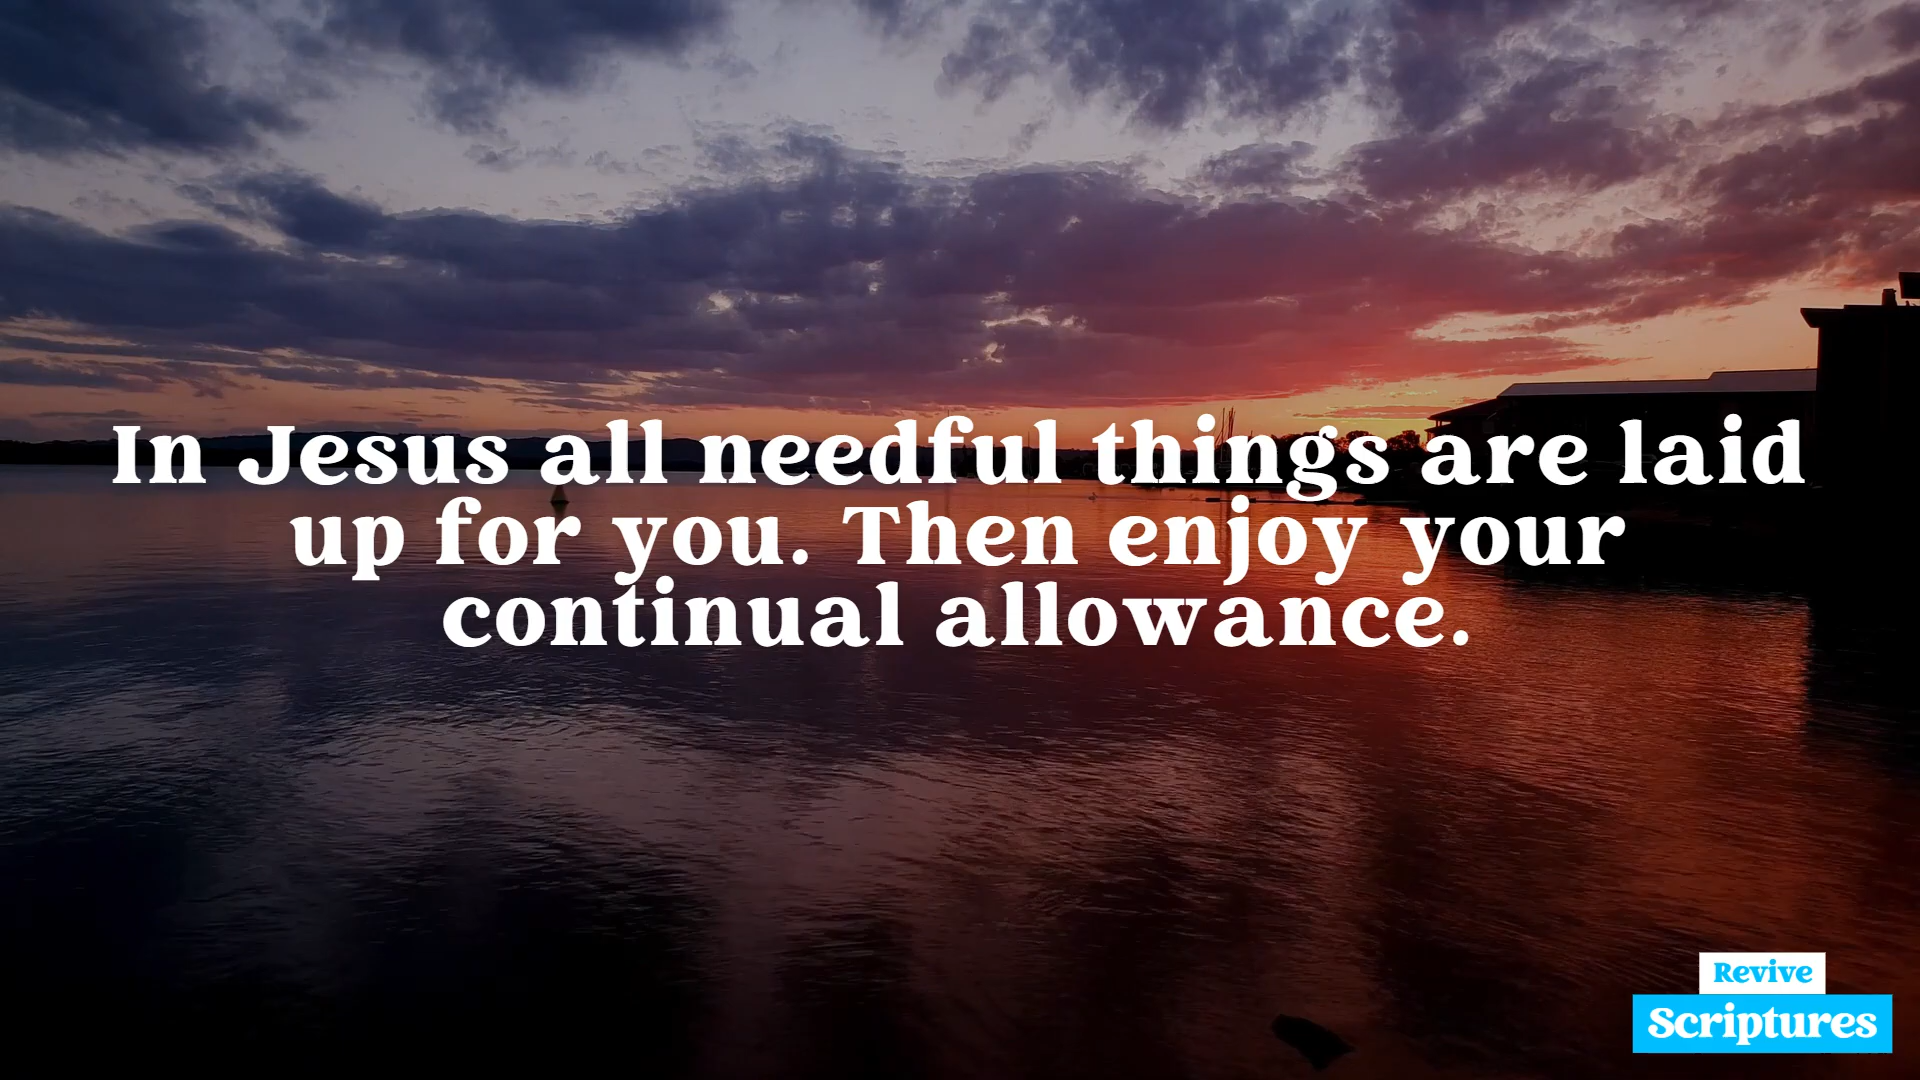 In Jesus all needful things are laid
up for you. Then enjoy your
continual allowance.
Revive
Scriptures